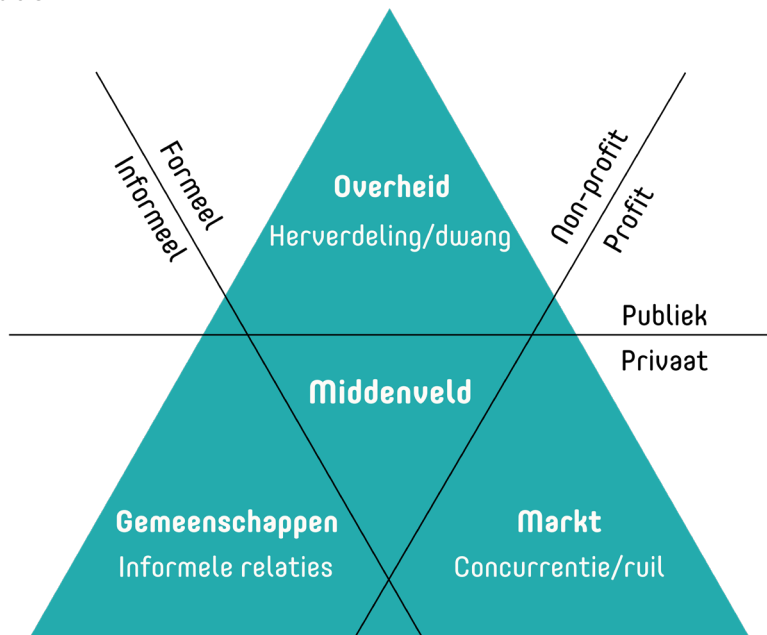 Formeel
Informeel
Non-profit
Profit
Overheid
Herverdeling/dwang
Publiek
Privaat
Middenveld
Gemeenschappen
Informele relaties
Markt
Concurrentie/ruil